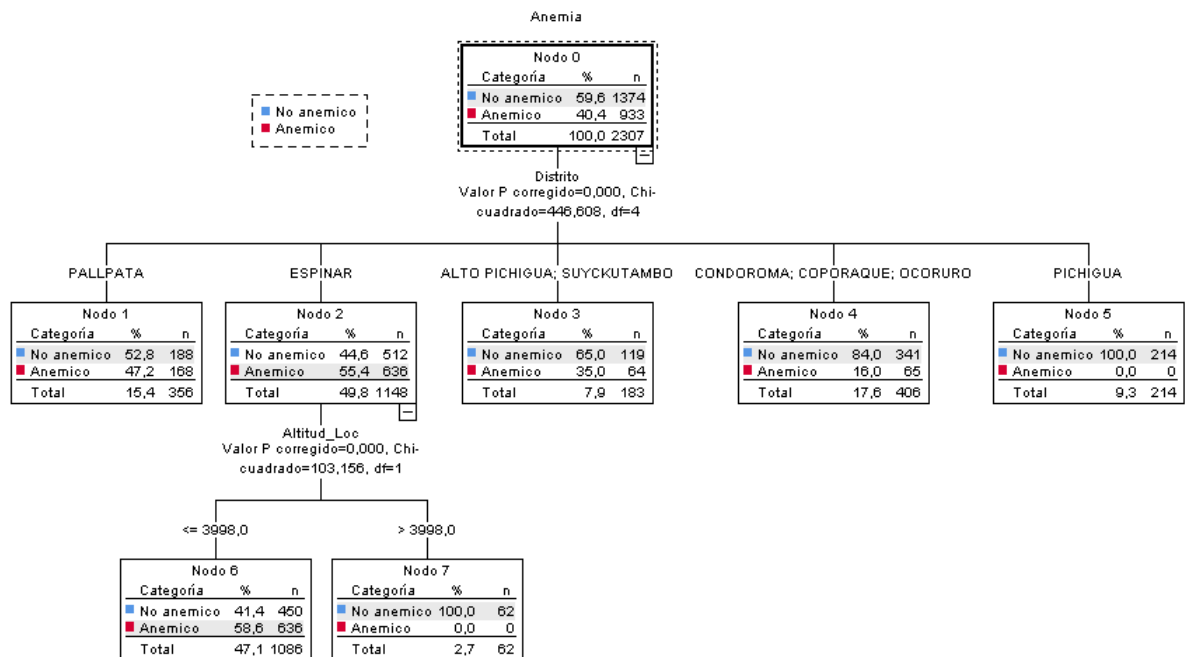 Anemia
Nodo 0
Categoría % n
No anemico 59,6 1374
Anemico 40,4 933
Total 100,0 2307
No anemico
Anemico
Distrito
Valor P corregido=0,000, Chi-
cuadrado=446,608, df=4
PALLPATA
ESPINAR
ALTO PICHIGUA; SUYCKUTAMBO
CONDOROMA; COPORAQUE; OCORURO
PICHIGUA
Nodo 1
Categoría % n
No anemico 52,8 188
Anemico 47,2 168
Total 15,4 356
Nodo 2
Categoría % n
No anemico 44,6 512
Anemico 55,4 636
Total 49,8 1148
Nodo 3
Categoría % n
No anemico 65,0 119
Anemico 35,0 64
Total 7,9 183
Nodo 4
Categoría % n
No anemico 84,0 341
Anemico 16,0 65
Total 17,6 406
Nodo 5
Categoría % n
No anemico 100,0 214
Anemico 0,0 0
Total 9,3 214
Altitud_Loc
Valor P corregido=0,000, Chi-
cuadrado=103,156, df=1
<= 3998,0
> 3998,0
Nodo 6
Categoría % n
No anemico 41,4 450
Anemico 58,6 636
Total 47,1 1086
Nodo 7
Categoría % n
No anemico 100,0 62
Anemico 0,0 0
Total 2,7 62